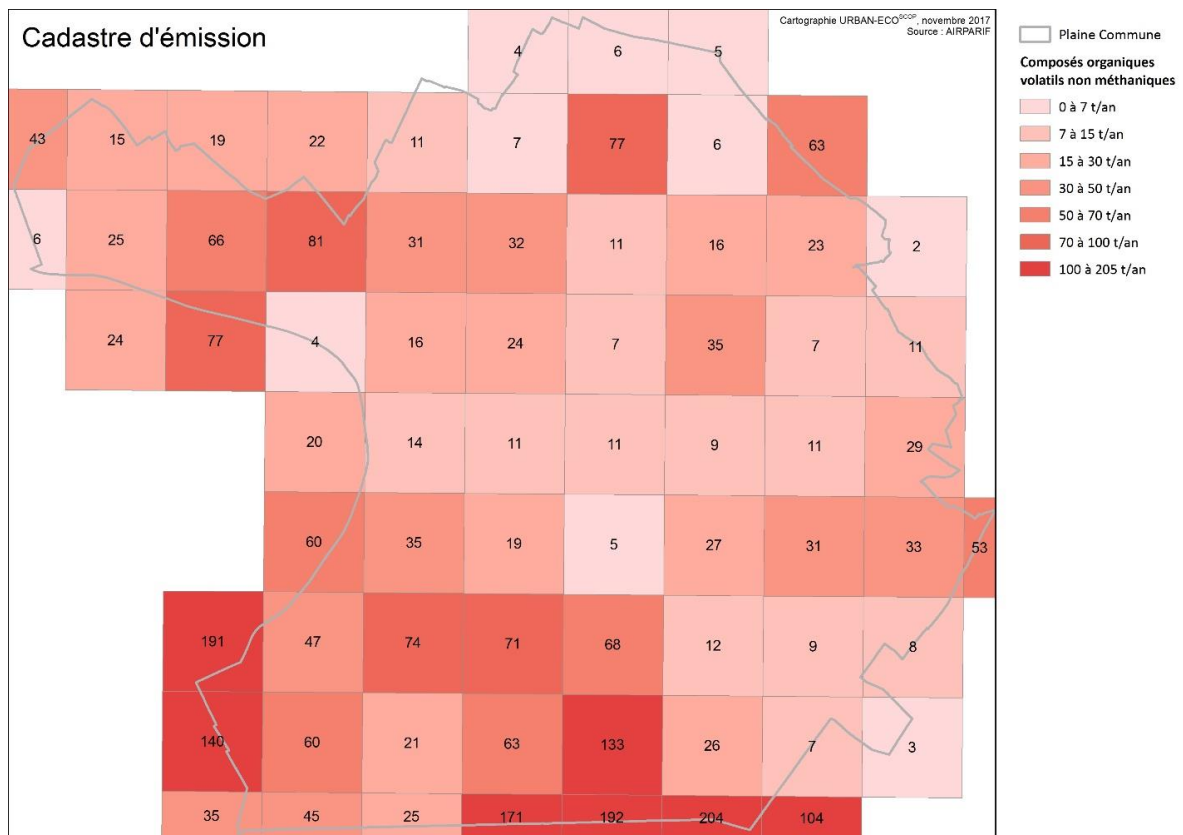 Cadastre d'émission
Cartographie URBAN-ECOSCOP, novembre 2017
Source : AIRPARIF
4 6 5
43 15 19 22 11 7 77 6 63
6 25 66 81 31 32 11 16 23 2
24 77 4 16 24 7 35 7 11
20 14 11 11 9 11 29
60 35 19 5 27 31 33 53
191 47 74 71 68 12 9 8
140 60 21 63 133 26 7 3
35 45 25 171 192 204 104
Plaine Commune
Composés organiques
volatils non méthaniques
0 à 7 t/an
7 à 15 t/an
15 à 30 t/an
30 à 50 t/an
50 à 70 t/an
70 à 100 t/an
100 à 205 t/an